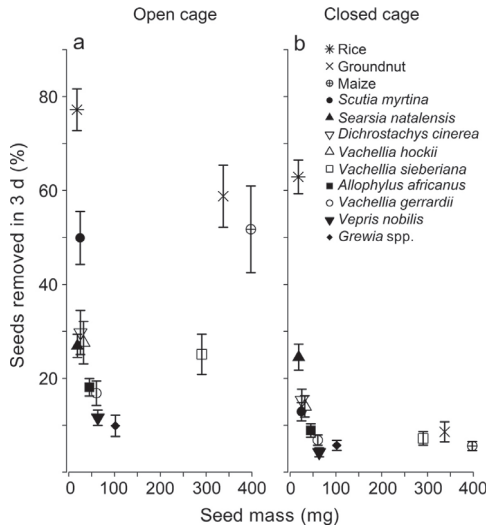 Open cage
Closed cage
a
b
Rice
Groundnut
Maize
Scutia myrtina
Searsia natalensis
Dichrostachys cinerea
Vachellia hockii
Vachellia sieberiana
Allophylus africanus
Vachellia gerrardii
Vepris nobilis
Grewia spp.
Seeds removed in 3 d (%)
80
60
40
20
0 100 200 300 400
0 100 200 300 400
Seed mass (mg)